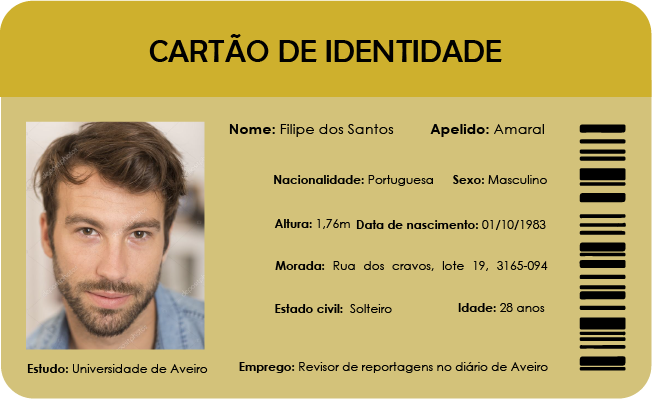 CARTÃO DE IDENTIDADE
Nome: Filipe dos Santos Apelido: Amaral
Nacionalidade: Portuguesa Sexo: Masculino
Altura: 1,76m Data de nascimento: 01/10/1983
Morada: Rua dos cravos, lote 19, 3165-094
Estado civil: Solteiro Idade: 28 anos
Estudo: Universidade de Aveiro Emprego: Revisor de reportagens no diário de Aveiro